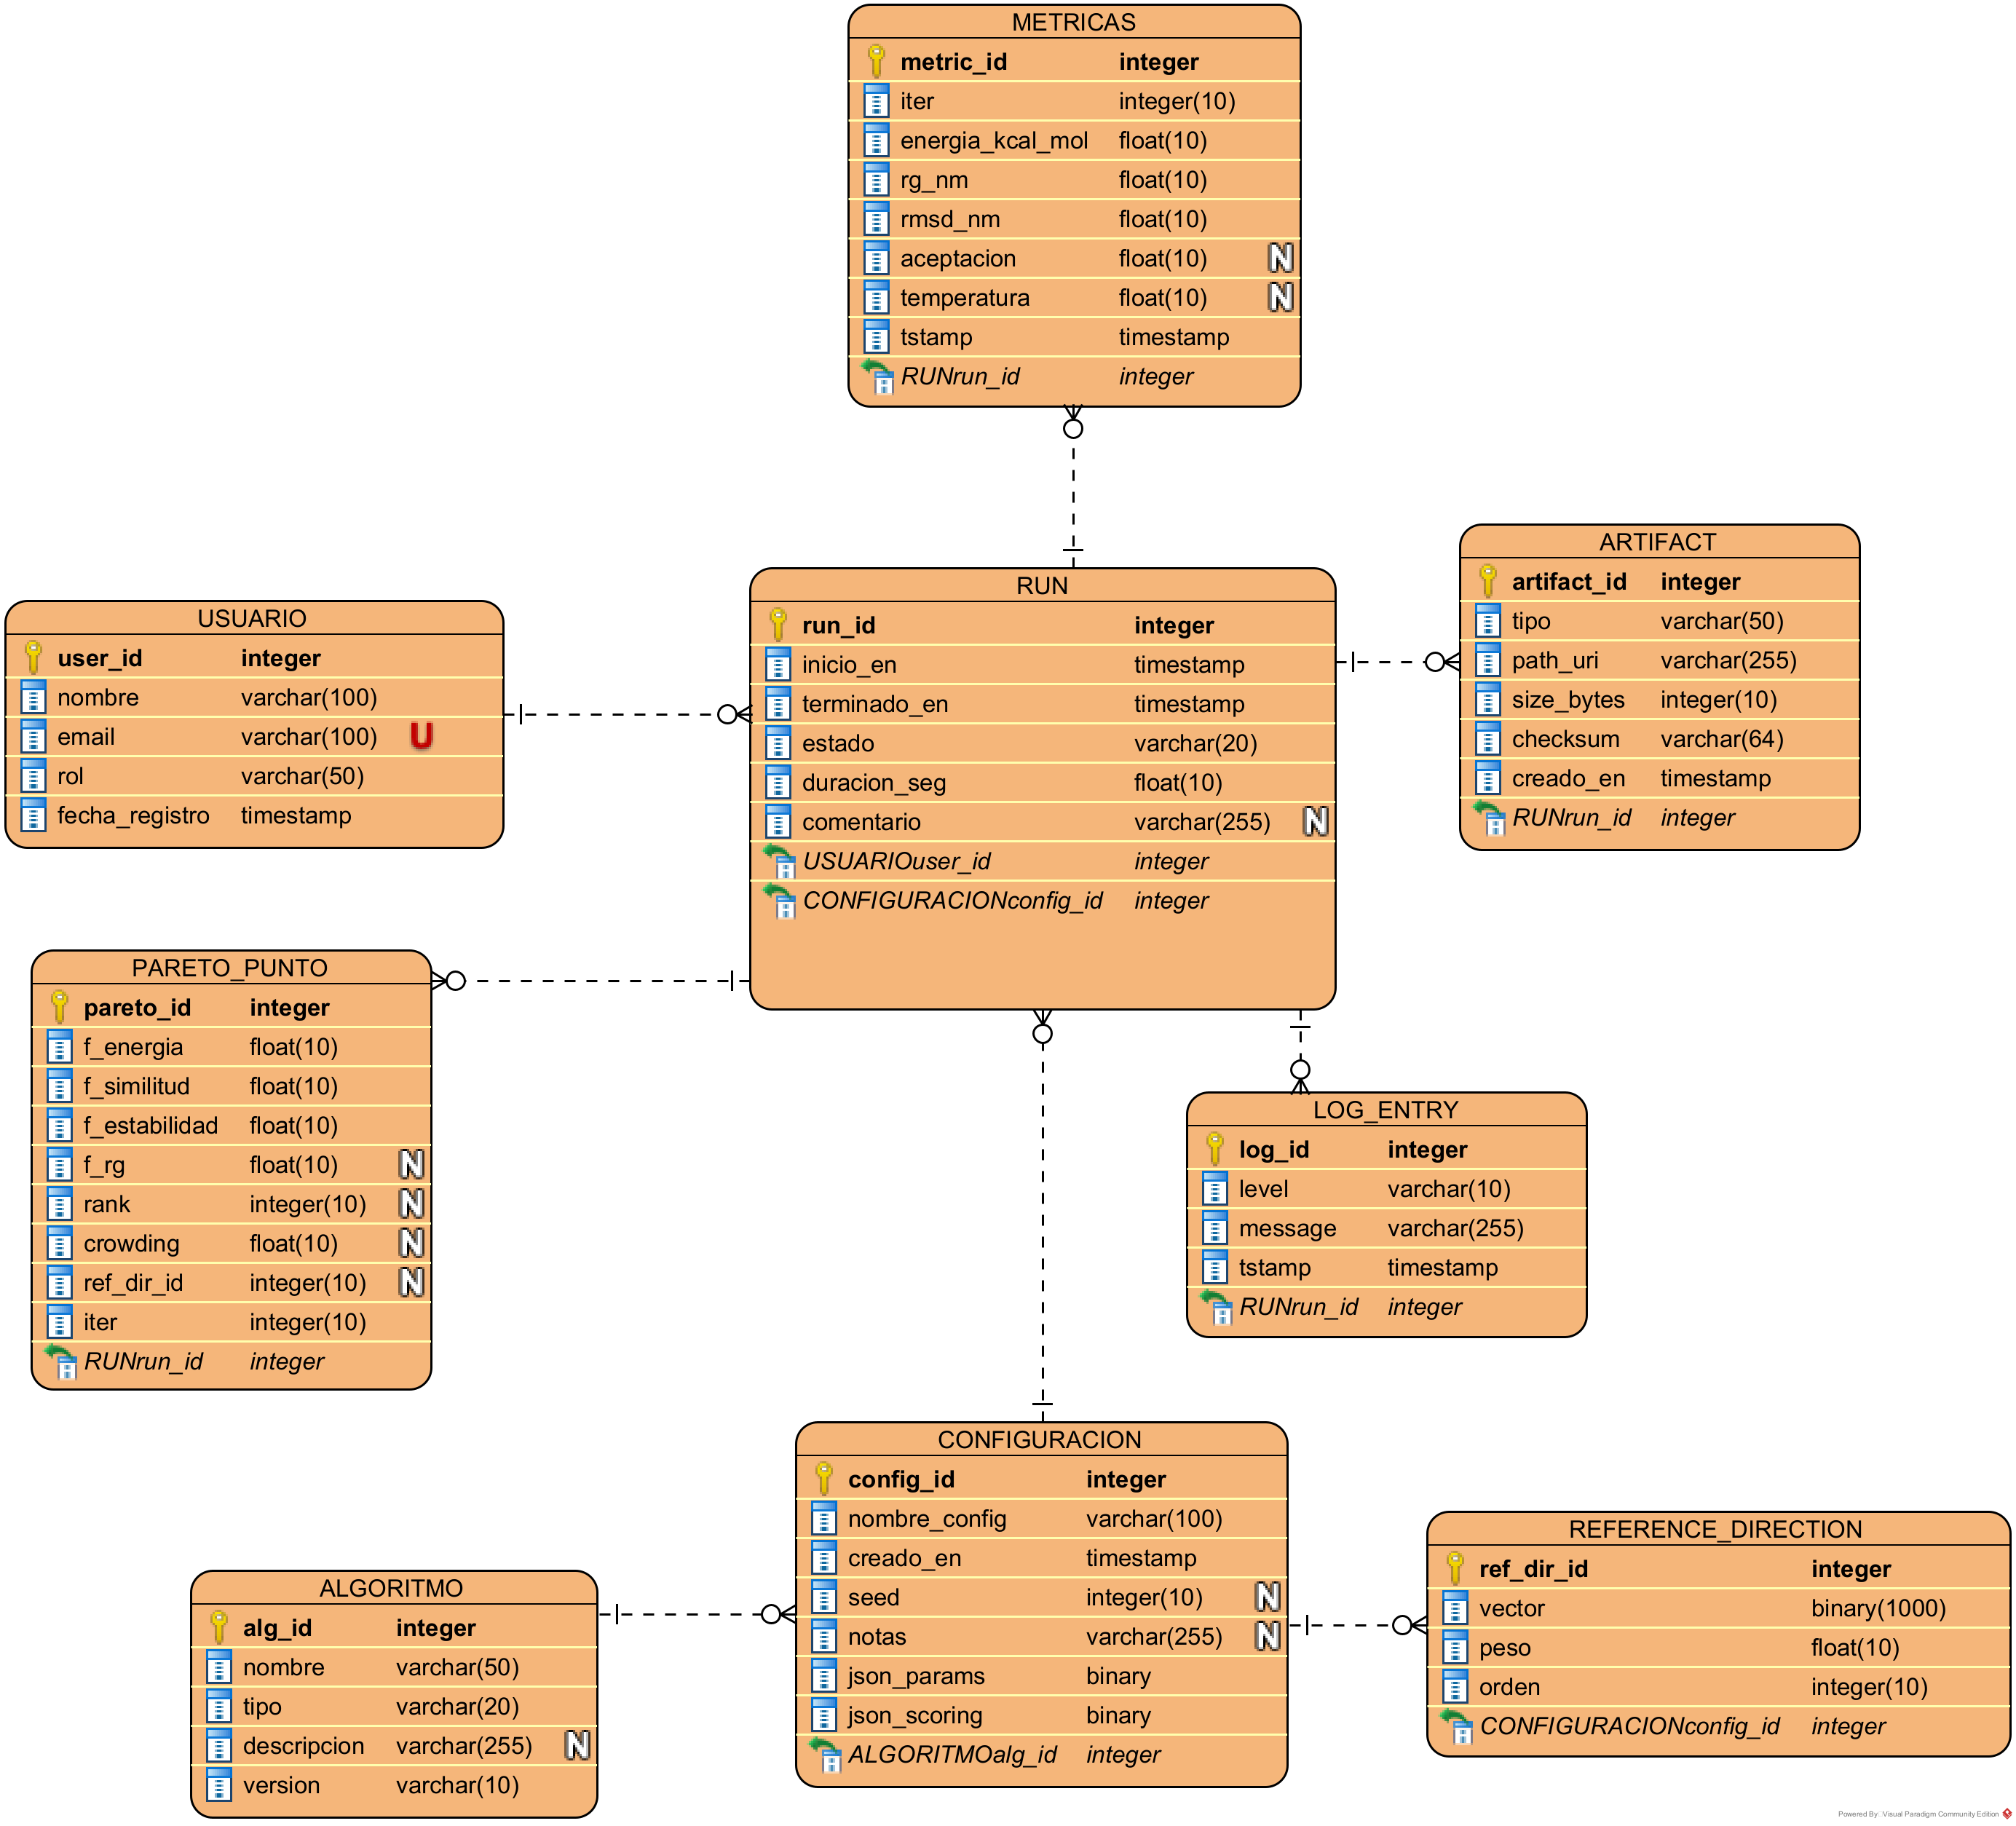 METRICAS
metric_id integer
iter integer(10)
energia_kcal_mol float(10)
rg_nm float(10)
rmsd_nm float(10)
aceptacion float(10) N
temperatura float(10) N
tstamp timestamp
RUNrun_id integer
ARTIFACT
artifact_id integer
tipo varchar(50)
path_uri varchar(255)
size_bytes integer(10)
checksum varchar(64)
creado_en timestamp
RUNrun_id integer
RUN
run_id integer
inicio_en timestamp
terminado_en timestamp
estado varchar(20)
duracion_seg float(10)
comentario varchar(255) N
USUARIOuser_id integer
CONFIGURACIONconfig_id integer
USUARIO
user_id integer
nombre varchar(100)
email varchar(100) U
rol varchar(50)
fecha_registro timestamp
PARETO_PUNTO
pareto_id integer
f_energia float(10)
f_similitud float(10)
f_estabilidad float(10)
f_rg float(10) N
rank integer(10) N
crowding float(10) N
ref_dir_id integer(10) N
iter integer(10)
RUNrun_id integer
LOG_ENTRY
log_id integer
level varchar(10)
message varchar(255)
tstamp timestamp
RUNrun_id integer
CONFIGURACION
config_id integer
nombre_config varchar(100)
creado_en timestamp
seed integer(10) N
notas varchar(255) N
json_params binary
json_scoring binary
ALGORITMOalg_id integer
REFERENCE_DIRECTION
ref_dir_id integer
vector binary(1000)
peso float(10)
orden integer(10)
CONFIGURACIONconfig_id integer
ALGORITMO
alg_id integer
nombre varchar(50)
tipo varchar(20)
descripcion varchar(255) N
version varchar(10)
Powered By: Visual Paradigm Community Edition